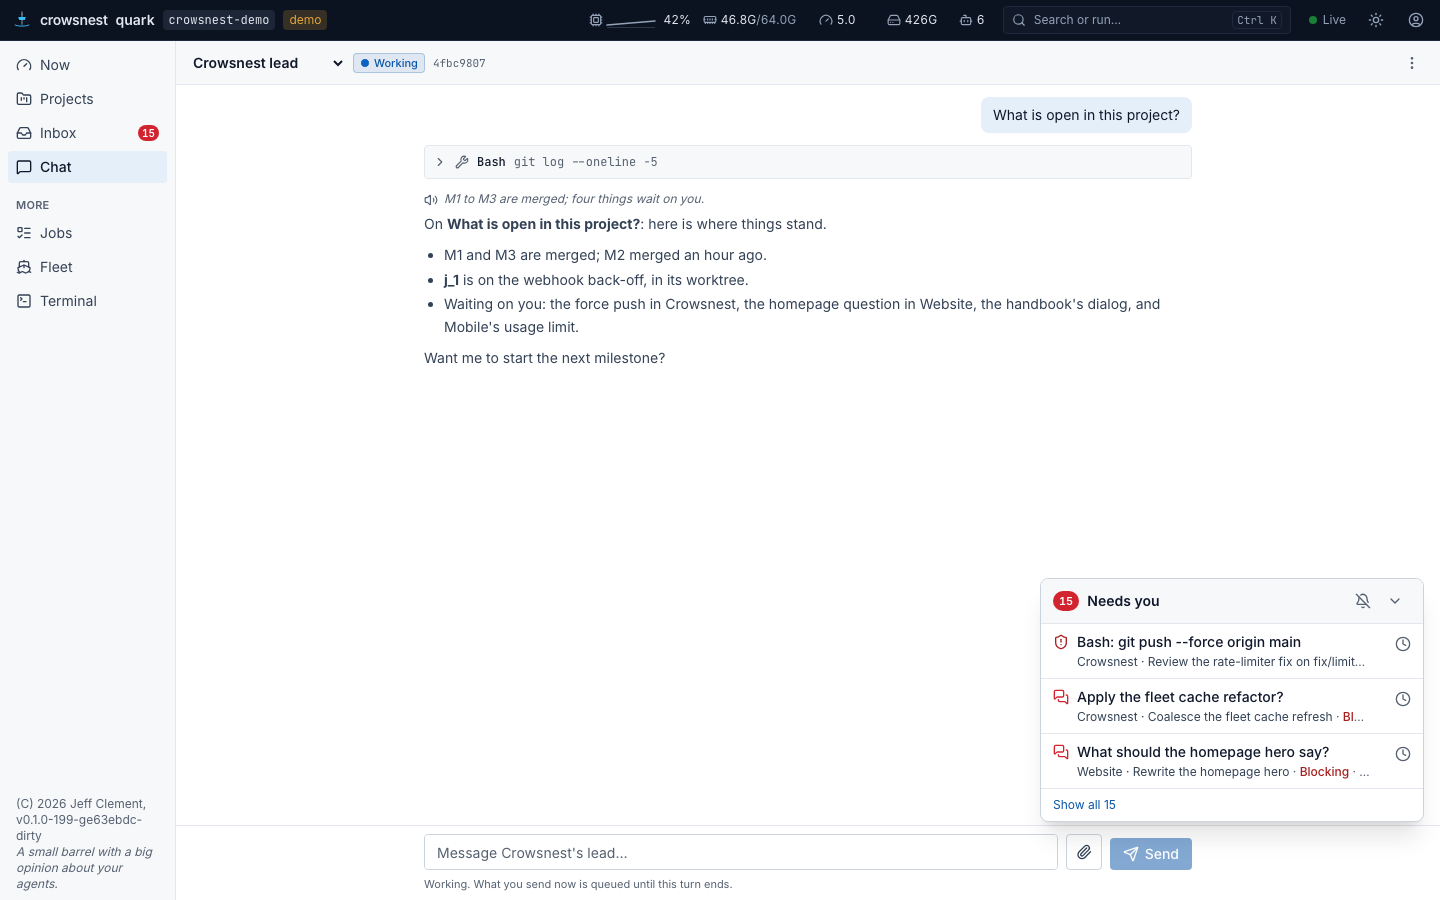 crowsnest quark crowsnest-demo demo 42% 46.8G/64.0G 5.0 426G 6 Search or run... Ctrl K Live
Now
Projects
Inbox 15
Chat
MORE
Jobs
Fleet
Terminal
(C) 2026 Jeff Clement,
v0.1.0-199-ge63ebdc-
dirty
A small barrel with a big
opinion about your
agents.
Crowsnest lead Working 4fbc9807
What is open in this project?
Bash git log --oneline -5
M1 to M3 are merged; four things wait on you.
On What is open in this project?: here is where things stand.
M1 and M3 are merged; M2 merged an hour ago.
j_1 is on the webhook back-off, in its worktree.
Waiting on you: the force push in Crowsnest, the homepage question in Website, the handbook's dialog, and
Mobile's usage limit.
Want me to start the next milestone?
15 Needs you
Bash: git push --force origin main
Crowsnest · Review the rate-limiter fix on fix/limit...
Apply the fleet cache refactor?
Crowsnest · Coalesce the fleet cache refresh · Bl...
What should the homepage hero say?
Website · Rewrite the homepage hero · Blocking · ...
Show all 15
Message Crowsnest's lead... Send
Working. What you send now is queued until this turn ends.